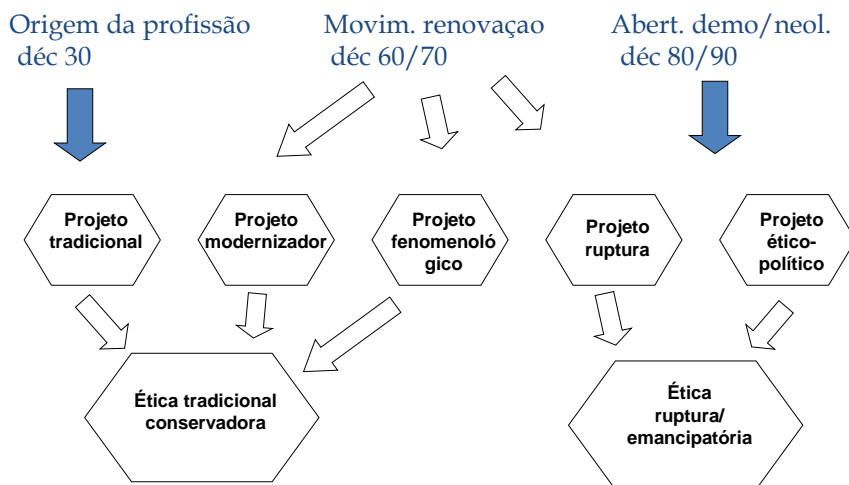 Origem da profissão
déc 30
Movim. renovaçao
déc 60/70
Abert. demo/neol.
déc 80/90
Projeto
tradicional
Projeto
modernizador
Projeto
fenomenoló
gico
Projeto
ruptura
Projeto
ético-
político
Ética tradicional
conservadora
Ética
ruptura/
emancipatória